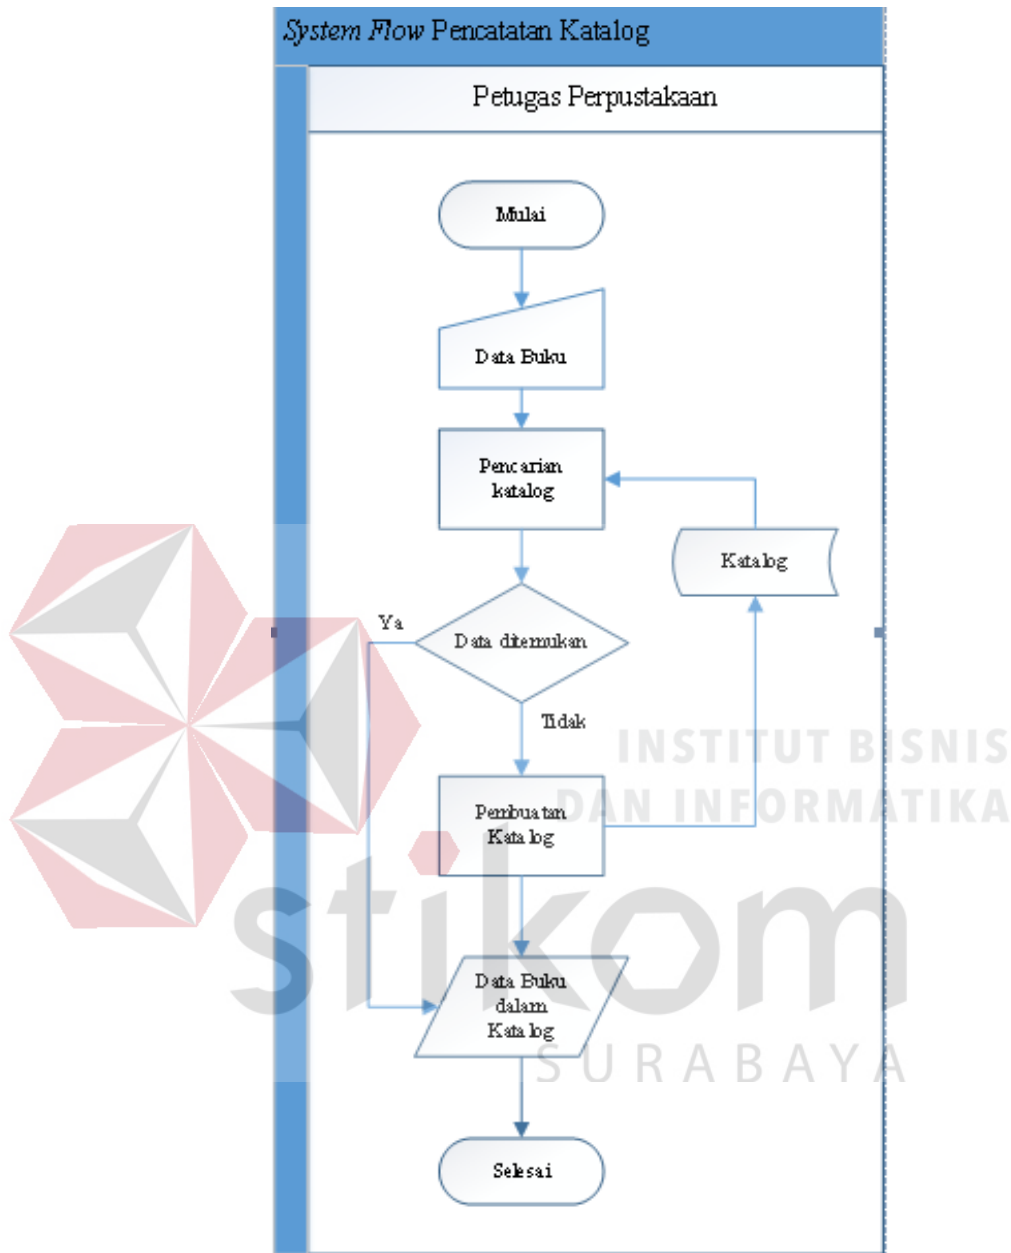 System Flow Pencatatan Katalog
Petugas Perpustakaan
Mulai
Data Buku
Pencarian
katalog
Katalog
Ya
Data ditemukan
Tidak
INSTITUT BISNIS
DAN INFORMATIKA
Pembuatan
Katalog
stikom
Data Buku
dalam
Katalog
SURABAYA
Selesai